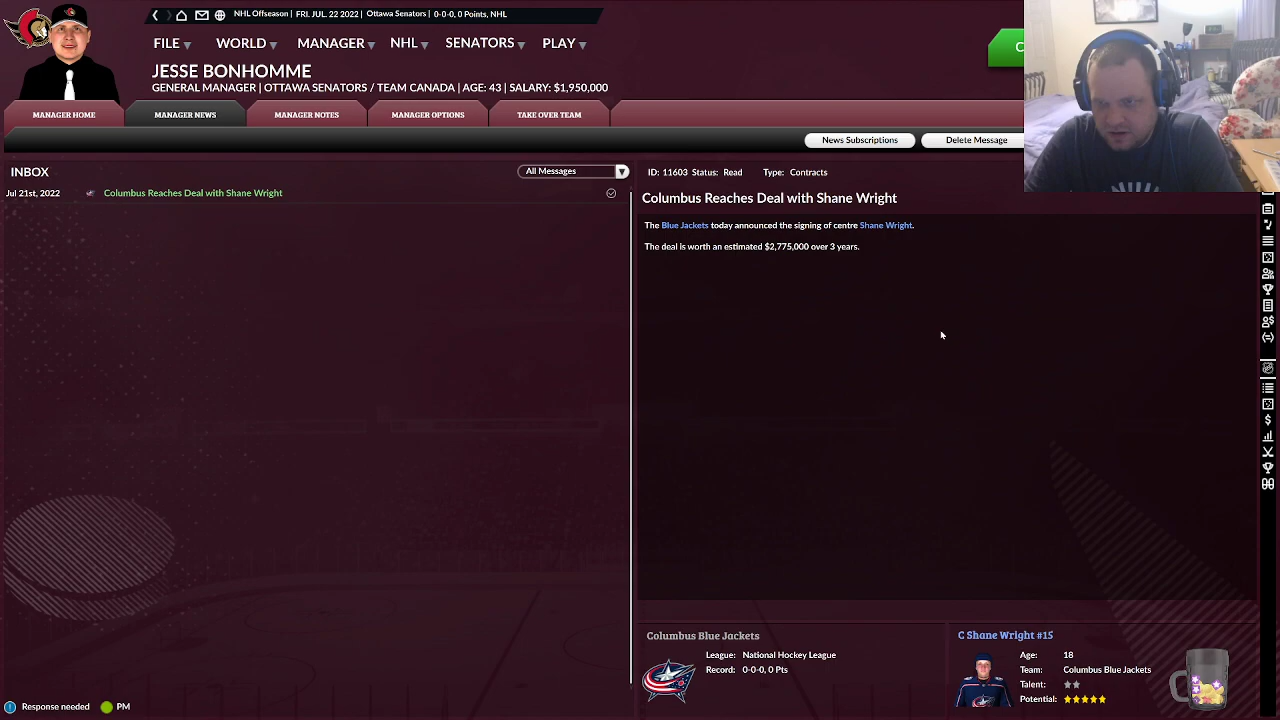 NHL Offseason | FRI. JUL. 22 2022 | Ottawa Senators | 0-0-0, 0 Points, NHL
FILE WORLD MANAGER NHL SENATORS PLAY
C
JESSE BONHOMME
GENERAL MANAGER | OTTAWA SENATORS / TEAM CANADA | AGE: 43 | SALARY: $1,950,000
MANAGER HOME MANAGER NEWS MANAGER NOTES MANAGER OPTIONS TAKE OVER TEAM
News Subscriptions Delete Message
INBOX All Messages
Jul 21st, 2022 Columbus Reaches Deal with Shane Wright
ID: 11603 Status: Read Type: Contracts
Columbus Reaches Deal with Shane Wright
The Blue Jackets today announced the signing of centre Shane Wright.
The deal is worth an estimated $2,775,000 over 3 years.
Columbus Blue Jackets
League: National Hockey League
Record: 0-0-0, 0 Pts
C Shane Wright #15
Age: 18
Team: Columbus Blue Jackets
Talent:
Potential:
Response needed PM